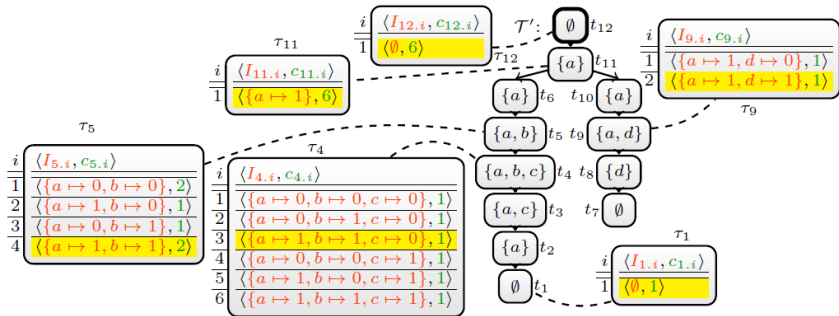 i ⟨I₁₂.ᵢ, c₁₂.ᵢ⟩
1 ⟨∅, 6⟩
τ₁₂
𝒯′: ∅ t₁₂
i ⟨I₉.ᵢ, c₉.ᵢ⟩
1 ⟨{a ↦ 1, d ↦ 0}, 1⟩
2 ⟨{a ↦ 1, d ↦ 1}, 1⟩
τ₉
τ₁₁
i ⟨I₁₁.ᵢ, c₁₁.ᵢ⟩
1 ⟨{a ↦ 1}, 6⟩
{a} t₁₁
{a} t₆
t₁₀ {a}
{a, b} t₅
t₉ {a, d}
{a, b, c} t₄
t₈ {d}
{a, c} t₃
t₇ ∅
{a} t₂
∅ t₁
τ₅
i ⟨I₅.ᵢ, c₅.ᵢ⟩
1 ⟨{a ↦ 0, b ↦ 0}, 2⟩
2 ⟨{a ↦ 1, b ↦ 0}, 1⟩
3 ⟨{a ↦ 0, b ↦ 1}, 1⟩
4 ⟨{a ↦ 1, b ↦ 1}, 2⟩
τ₄
i ⟨I₄.ᵢ, c₄.ᵢ⟩
1 ⟨{a ↦ 0, b ↦ 0, c ↦ 0}, 1⟩
2 ⟨{a ↦ 0, b ↦ 1, c ↦ 0}, 1⟩
3 ⟨{a ↦ 1, b ↦ 1, c ↦ 0}, 1⟩
4 ⟨{a ↦ 0, b ↦ 0, c ↦ 1}, 1⟩
5 ⟨{a ↦ 1, b ↦ 0, c ↦ 1}, 1⟩
6 ⟨{a ↦ 1, b ↦ 1, c ↦ 1}, 1⟩
τ₁
i ⟨I₁.ᵢ, c₁.ᵢ⟩
1 ⟨∅, 1⟩